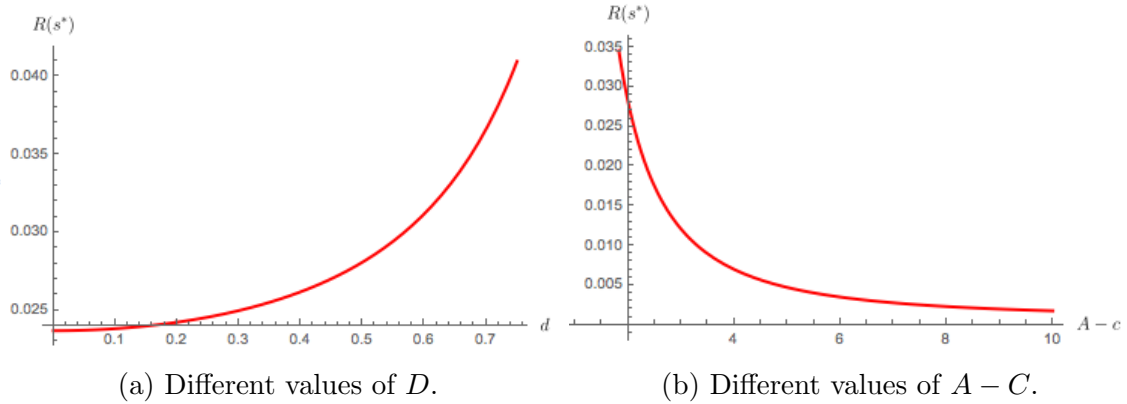 R(s*)
0.040
0.035
0.030
0.025
0.1 0.2 0.3 0.4 0.5 0.6 0.7 d
(a) Different values of D.
R(s*)
0.035
0.030
0.025
0.020
0.015
0.010
0.005
4 6 8 10 A − c
(b) Different values of A − C.